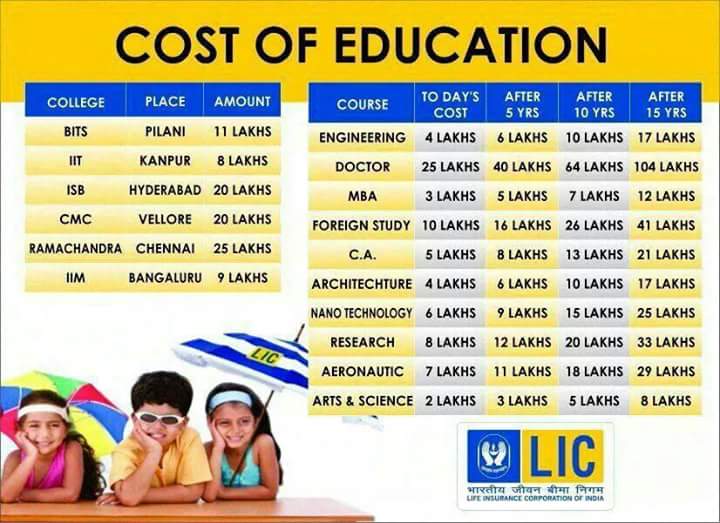 COST OF EDUCATION
COLLEGE PLACE AMOUNT
BITS PILANI 11 LAKHS
IIT KANPUR 8 LAKHS
ISB HYDERABAD 20 LAKHS
CMC VELLORE 20 LAKHS
RAMACHANDRA CHENNAI 25 LAKHS
IIM BANGALURU 9 LAKHS
COURSE TO DAY'S COST AFTER 5 YRS AFTER 10 YRS AFTER 15 YRS
ENGINEERING 4 LAKHS 6 LAKHS 10 LAKHS 17 LAKHS
DOCTOR 25 LAKHS 40 LAKHS 64 LAKHS 104 LAKHS
MBA 3 LAKHS 5 LAKHS 7 LAKHS 12 LAKHS
FOREIGN STUDY 10 LAKHS 16 LAKHS 26 LAKHS 41 LAKHS
C.A. 5 LAKHS 8 LAKHS 13 LAKHS 21 LAKHS
ARCHITECHTURE 4 LAKHS 6 LAKHS 10 LAKHS 17 LAKHS
NANO TECHNOLOGY 6 LAKHS 9 LAKHS 15 LAKHS 25 LAKHS
RESEARCH 8 LAKHS 12 LAKHS 20 LAKHS 33 LAKHS
AERONAUTIC 7 LAKHS 11 LAKHS 18 LAKHS 29 LAKHS
ARTS & SCIENCE 2 LAKHS 3 LAKHS 5 LAKHS 8 LAKHS
LIC
LIC
भारतीय जीवन बीमा निगम
LIFE INSURANCE CORPORATION OF INDIA